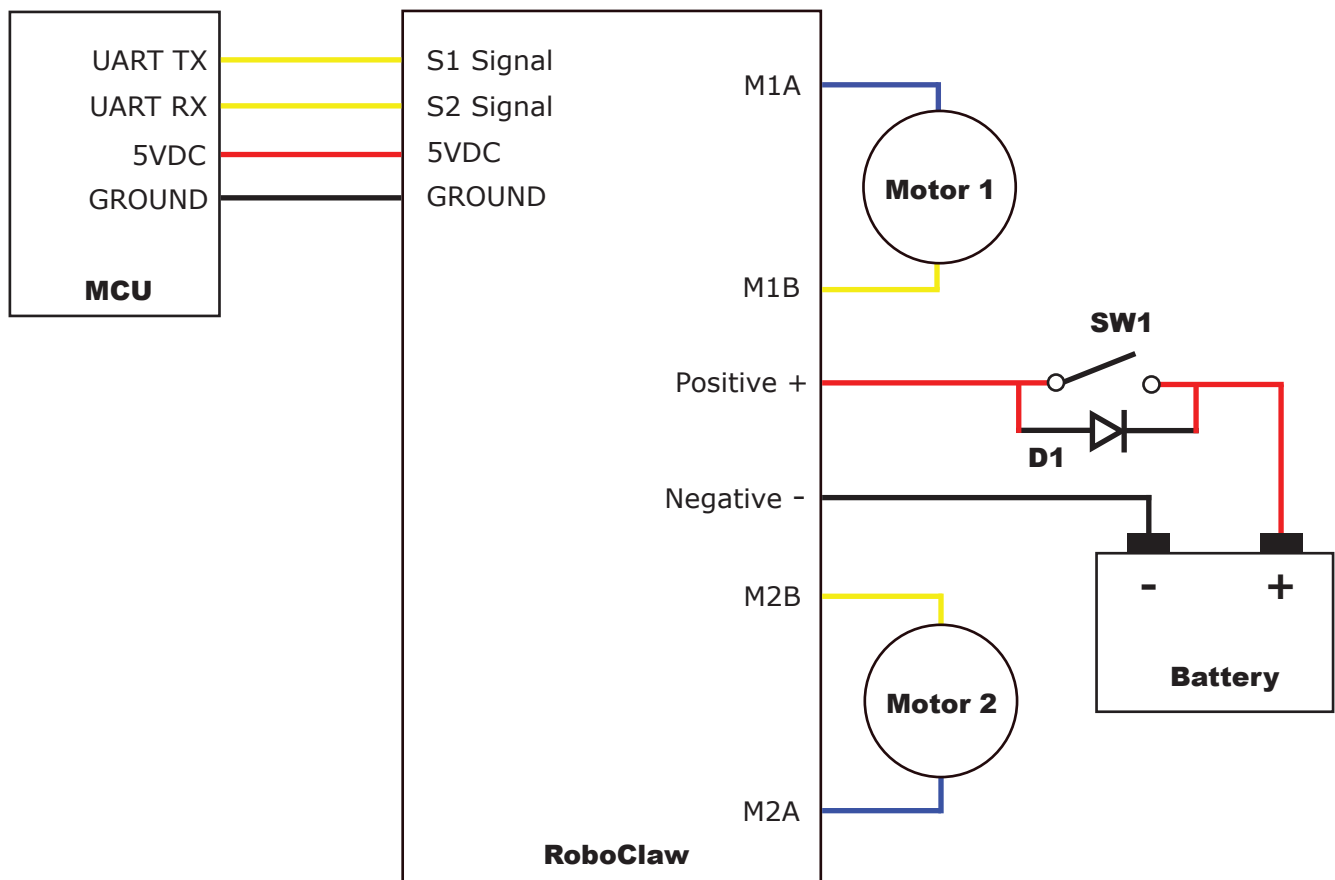 UART TX
UART RX
5VDC
GROUND
MCU
S1 Signal
S2 Signal
5VDC
GROUND
M1A
Motor 1
M1B
SW1
Positive +
D1
Negative -
- +
Battery
M2B
Motor 2
M2A
RoboClaw